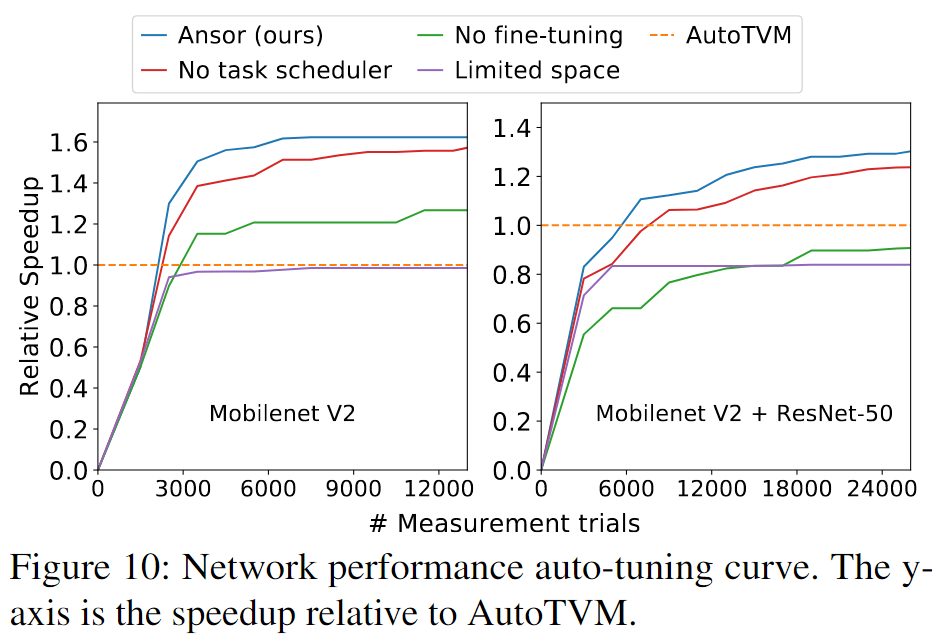 Ansor (ours)
No fine-tuning
AutoTVM
No task scheduler
Limited space
Relative Speedup
1.6
1.4
1.2
1.0
0.8
0.6
0.4
0.2
0.0
Mobilenet V2
0 3000 6000 9000 12000
1.4
1.2
1.0
0.8
0.6
0.4
0.2
0.0
Mobilenet V2 + ResNet-50
0 6000 12000 18000 24000
# Measurement trials
Figure 10: Network performance auto-tuning curve. The y-
axis is the speedup relative to AutoTVM.